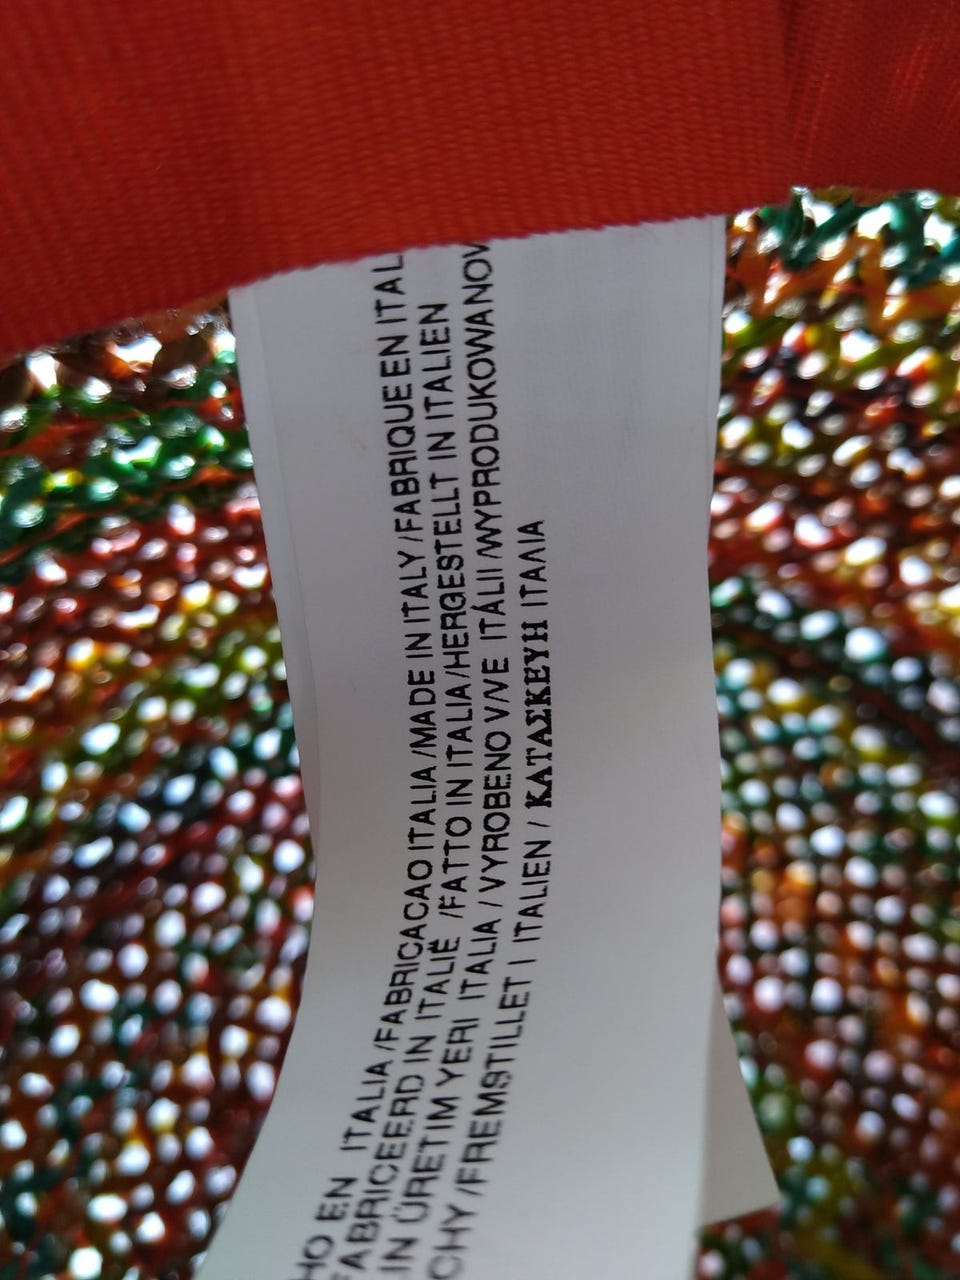 HO EN ITALIA /FABRICACAO ITALIA /MADE IN ITALY /FABRIQUE EN ITAL
FABRICEERD IN ITALIË /FATTO IN ITALIA /HERGESTELLT IN ITALIEN
IN ÜRETIM YERI ITALIA / VYROBENO V/VE ITÁLII /WYPRODUKOWANO W
CHY /FREMSTILLET I ITALIEN / ΚΑΤΑΣΚΕΥΗ ΙΤΑΛΙΑ